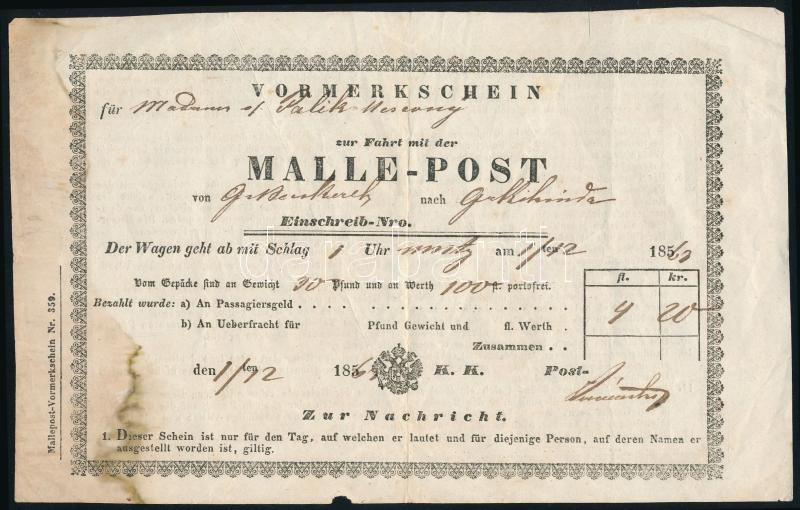 VORMERKSCHEIN
für Madame
zur Fahrt mit der
MALLE-POST
von nach
Einschreib-Nro.
Der Wagen geht ab mit Schlag 1 Uhr am 1/ten 12 185
fl. kr.
Vom Gepäcke sind an Gewicht 30 Pfund und an Werth 100 fl. portofrei.
Bezahlt wurde: a) An Passagiersgeld . . . . . . . . . . . . . . . 4 20
b) An Ueberfracht für Pfund Gewicht und fl. Werth .
Zusammen . .
den 1/ten 12 185 K. K. Post-
Zur Nachricht.
1. Dieser Schein ist nur für den Tag, auf welchen er lautet und für diejenige Person, auf deren Namen er
ausgestellt worden ist, giltig.
Mallepost-Vormerkschein Nr. 359.
darabanth